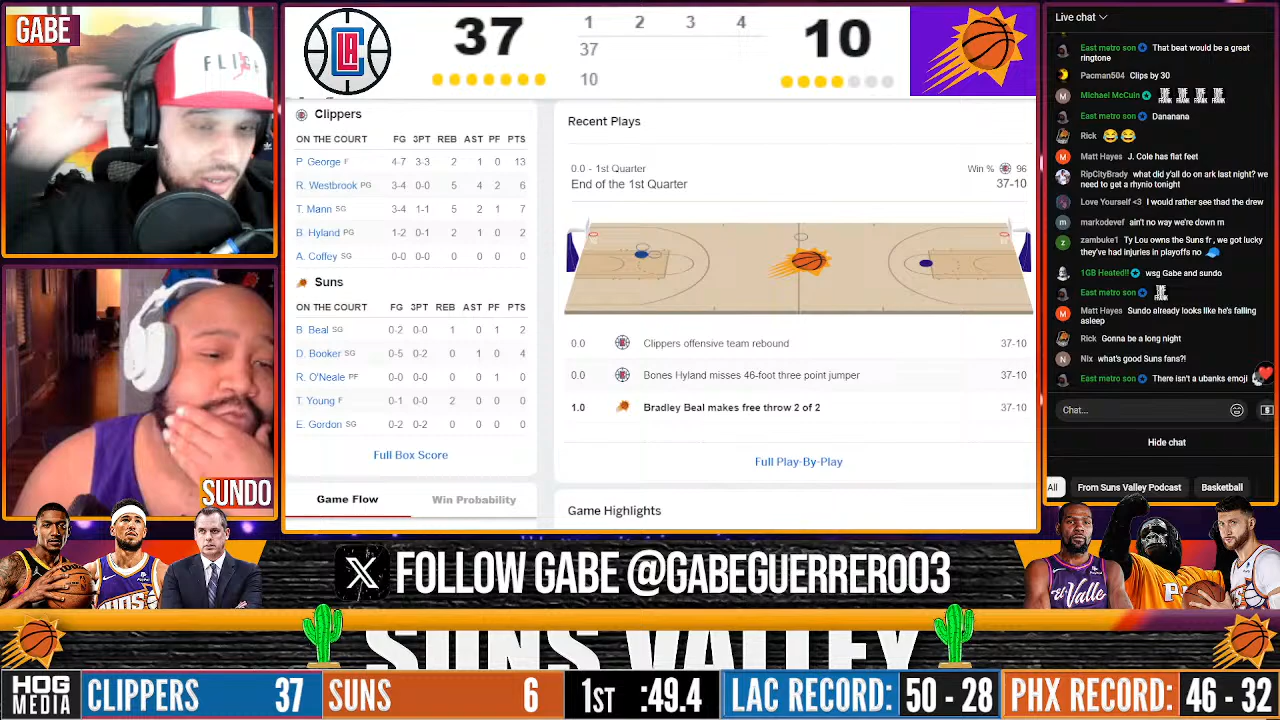 GABE
FLIGHT
LA
37
1 2 3 4
37
10
10
Clippers
ON THE COURT FG 3PT REB AST PF PTS
P. George F 4-7 3-3 2 1 0 13
R. Westbrook PG 3-4 0-0 5 4 2 6
T. Mann SG 3-4 1-1 5 2 1 7
B. Hyland PG 1-2 0-1 2 1 0 2
A. Coffey SG 0-0 0-0 0 0 0 0
Suns
ON THE COURT FG 3PT REB AST PF PTS
B. Beal SG 0-2 0-0 1 0 1 2
D. Booker SG 0-5 0-2 0 1 0 4
R. O'Neale PF 0-0 0-0 0 0 1 0
T. Young F 0-1 0-0 2 0 0 0
E. Gordon SG 0-2 0-2 0 0 0 0
Full Box Score
Game Flow Win Probability
Recent Plays
0.0 - 1st Quarter Win % 96
End of the 1st Quarter 37-10
0.0 Clippers offensive team rebound 37-10
0.0 Bones Hyland misses 46-foot three point jumper 37-10
1.0 Bradley Beal makes free throw 2 of 2 37-10
Full Play-By-Play
Game Highlights
Live chat
East metro son That beat would be a great
ringtone
Pacman504 Clips by 30
Michael McCuin FRANK FRANK FRANK FRANK
East metro son Dananana
Rick
Matt Hayes J. Cole has flat feet
RipCityBrady what did y'all do on ark last night? we
need to get a rhynio tonight
Love Yourself <3 I would rather see thad the drew
markodevef ain't no way we're down rn
zambuke1 Ty Lou owns the Suns fr , we got lucky
they've had injuries in playoffs no
1GB Heated!! wsg Gabe and sundo
East metro son FRANK
Matt Hayes Sundo already looks like he's falling
asleep
Rick Gonna be a long night
Nix what's good Suns fans?!
East metro son There isn't a ubanks emoji
Chat...
Hide chat
All From Suns Valley Podcast Basketball
SUNDO
X FOLLOW GABE @GABEGUERRERO03
SUNS VALLEY
HOG
MEDIA
CLIPPERS 37 SUNS 6 1ST :49.4 LAC RECORD: 50 - 28 PHX RECORD: 46 - 32